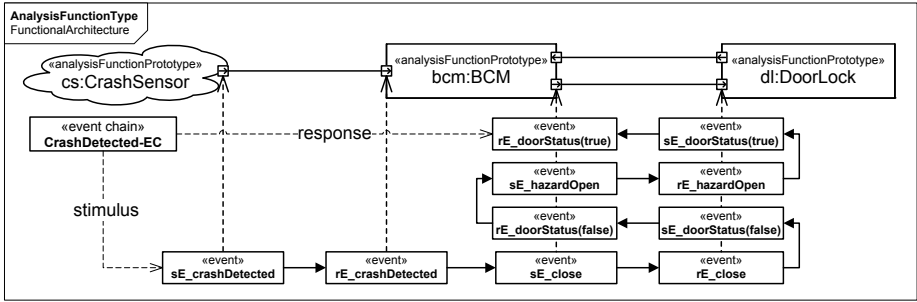 AnalysisFunctionType
FunctionalArchitecture
«analysisFunctionPrototype»
cs:CrashSensor
«analysisFunctionPrototype»
bcm:BCM
«analysisFunctionPrototype»
dl:DoorLock
«event chain»
CrashDetected-EC
response
«event»
rE_doorStatus(true)
«event»
sE_doorStatus(true)
«event»
sE_hazardOpen
«event»
rE_hazardOpen
stimulus
«event»
rE_doorStatus(false)
«event»
sE_doorStatus(false)
«event»
sE_crashDetected
«event»
rE_crashDetected
«event»
sE_close
«event»
rE_close